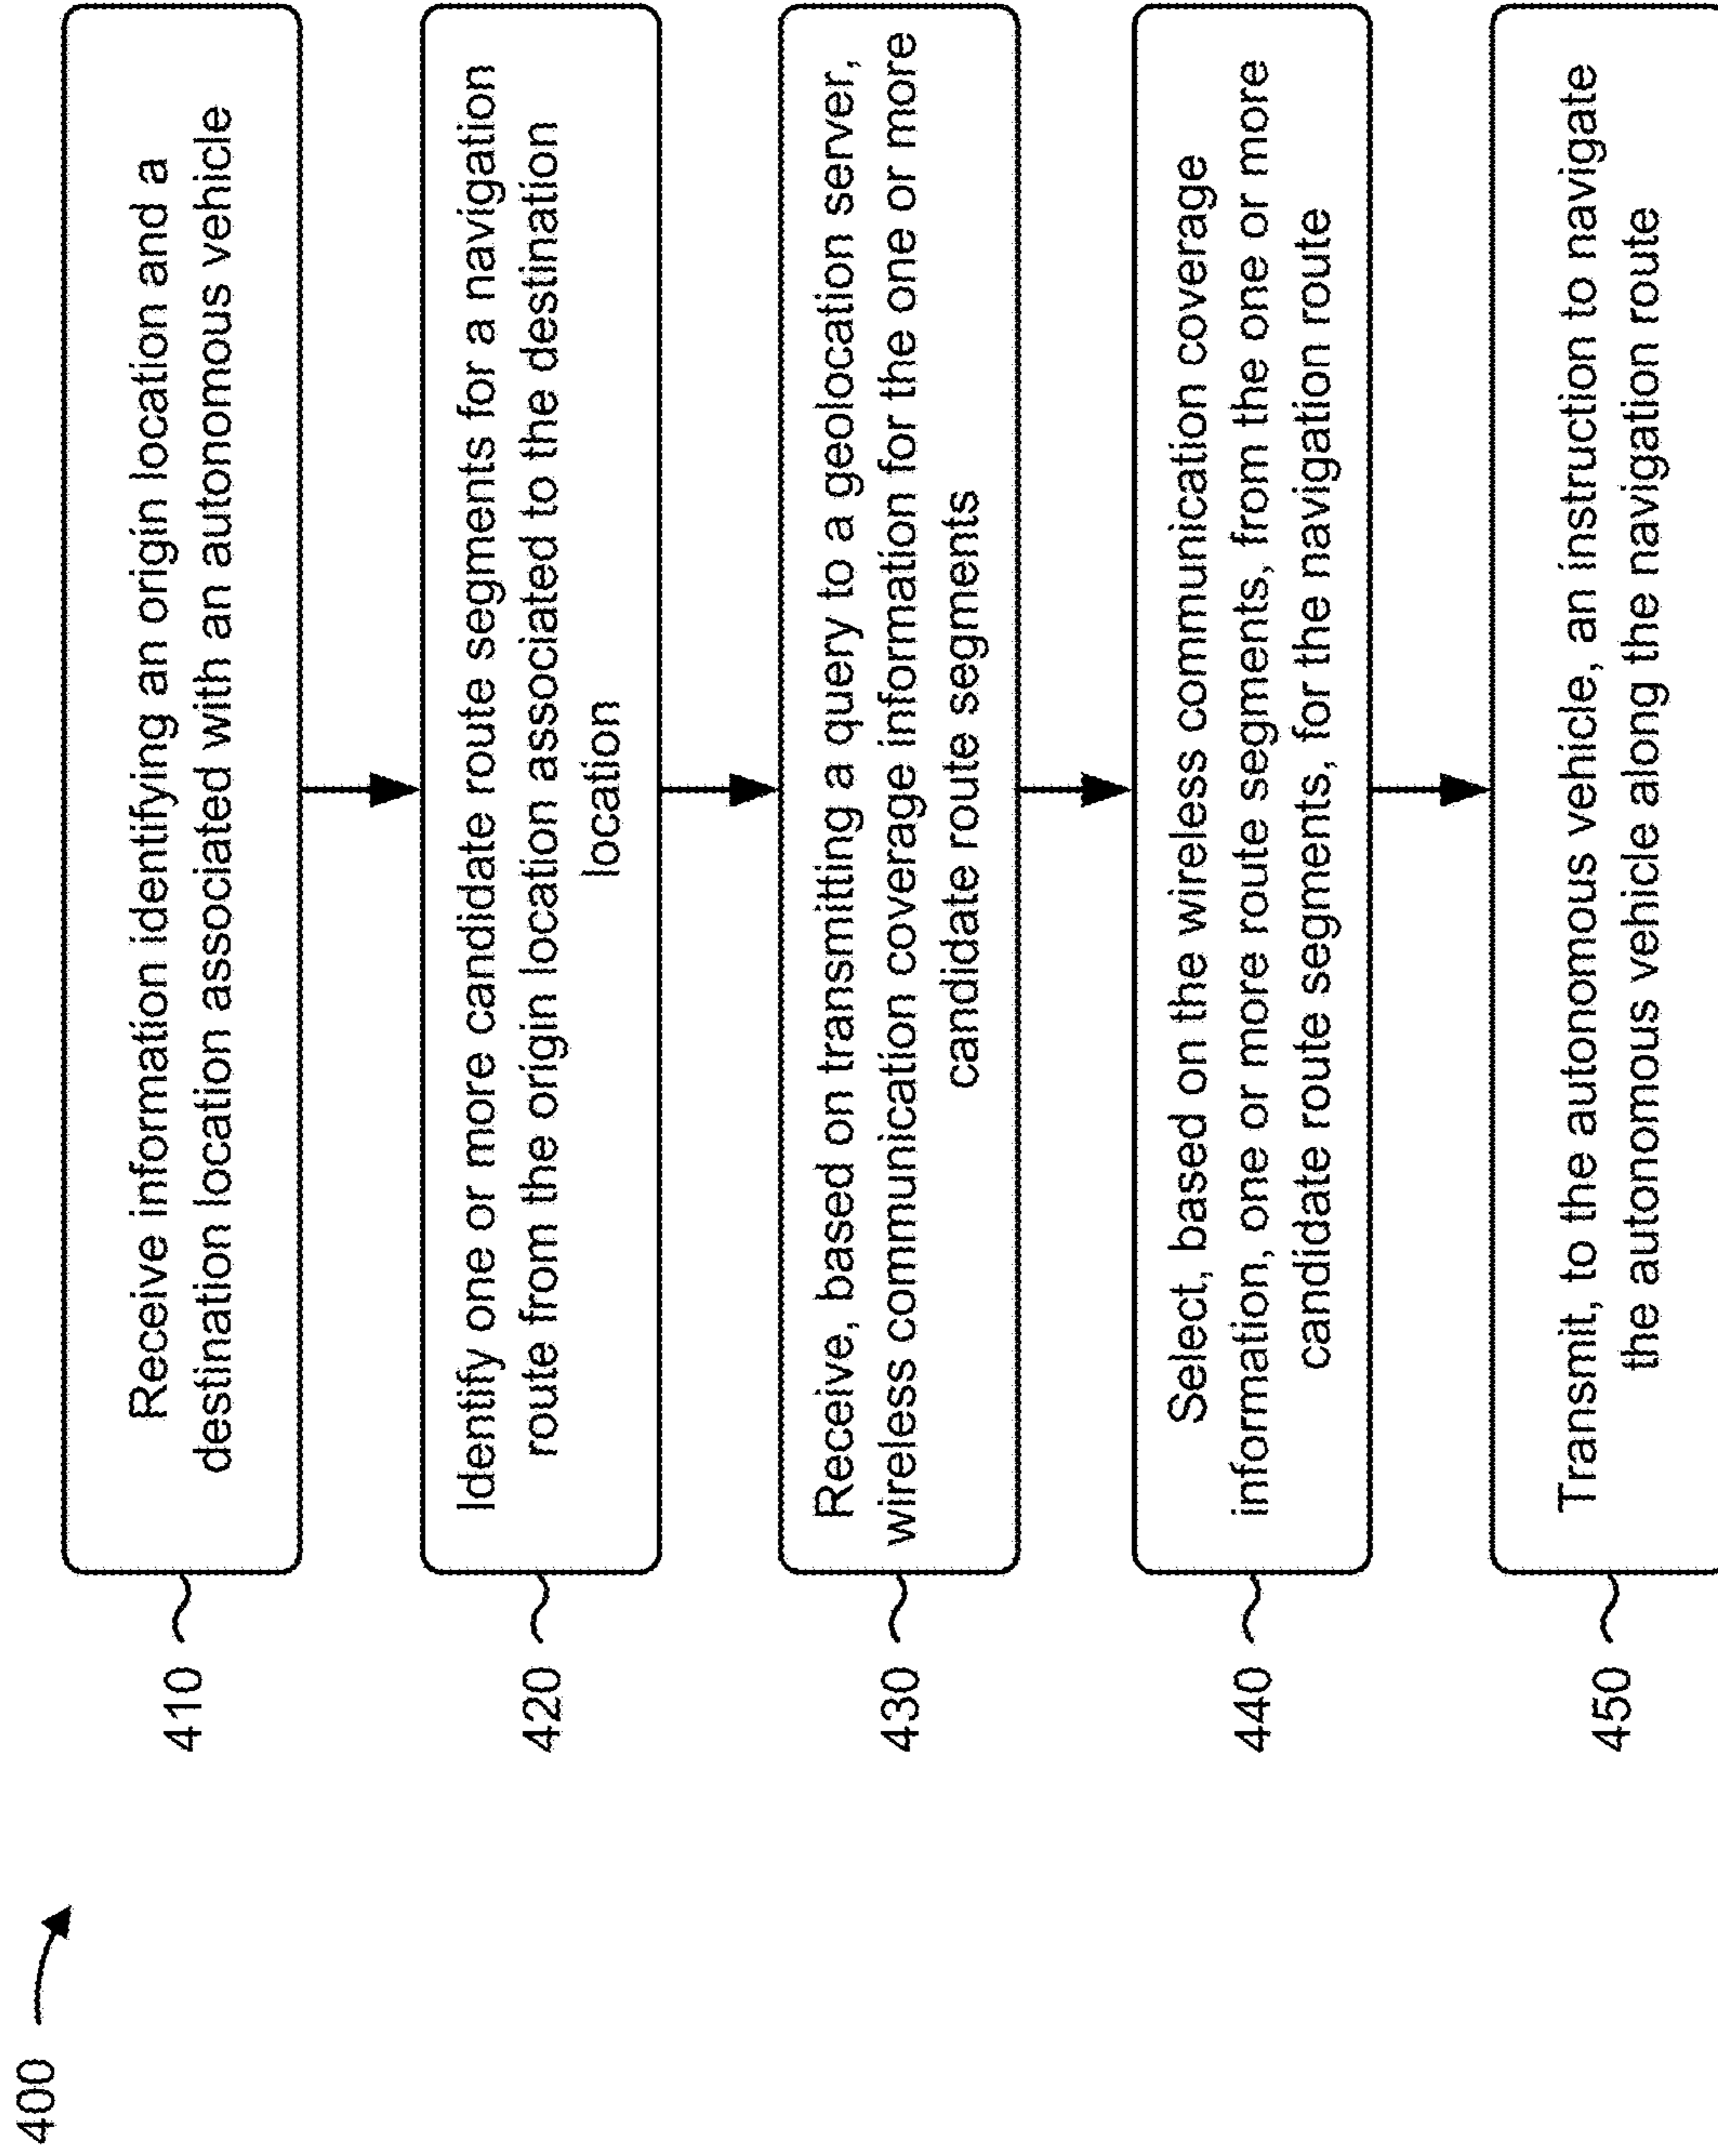 400
410
Receive information identifying an origin location and a
destination location associated with an autonomous vehicle
420
Identify one or more candidate route segments for a navigation
route from the origin location associated to the destination
location
430
Receive, based on transmitting a query to a geolocation server,
wireless communication coverage information for the one or more
candidate route segments
440
Select, based on the wireless communication coverage
information, one or more route segments, from the one or more
candidate route segments, for the navigation route
450
Transmit, to the autonomous vehicle, an instruction to navigate
the autonomous vehicle along the navigation route